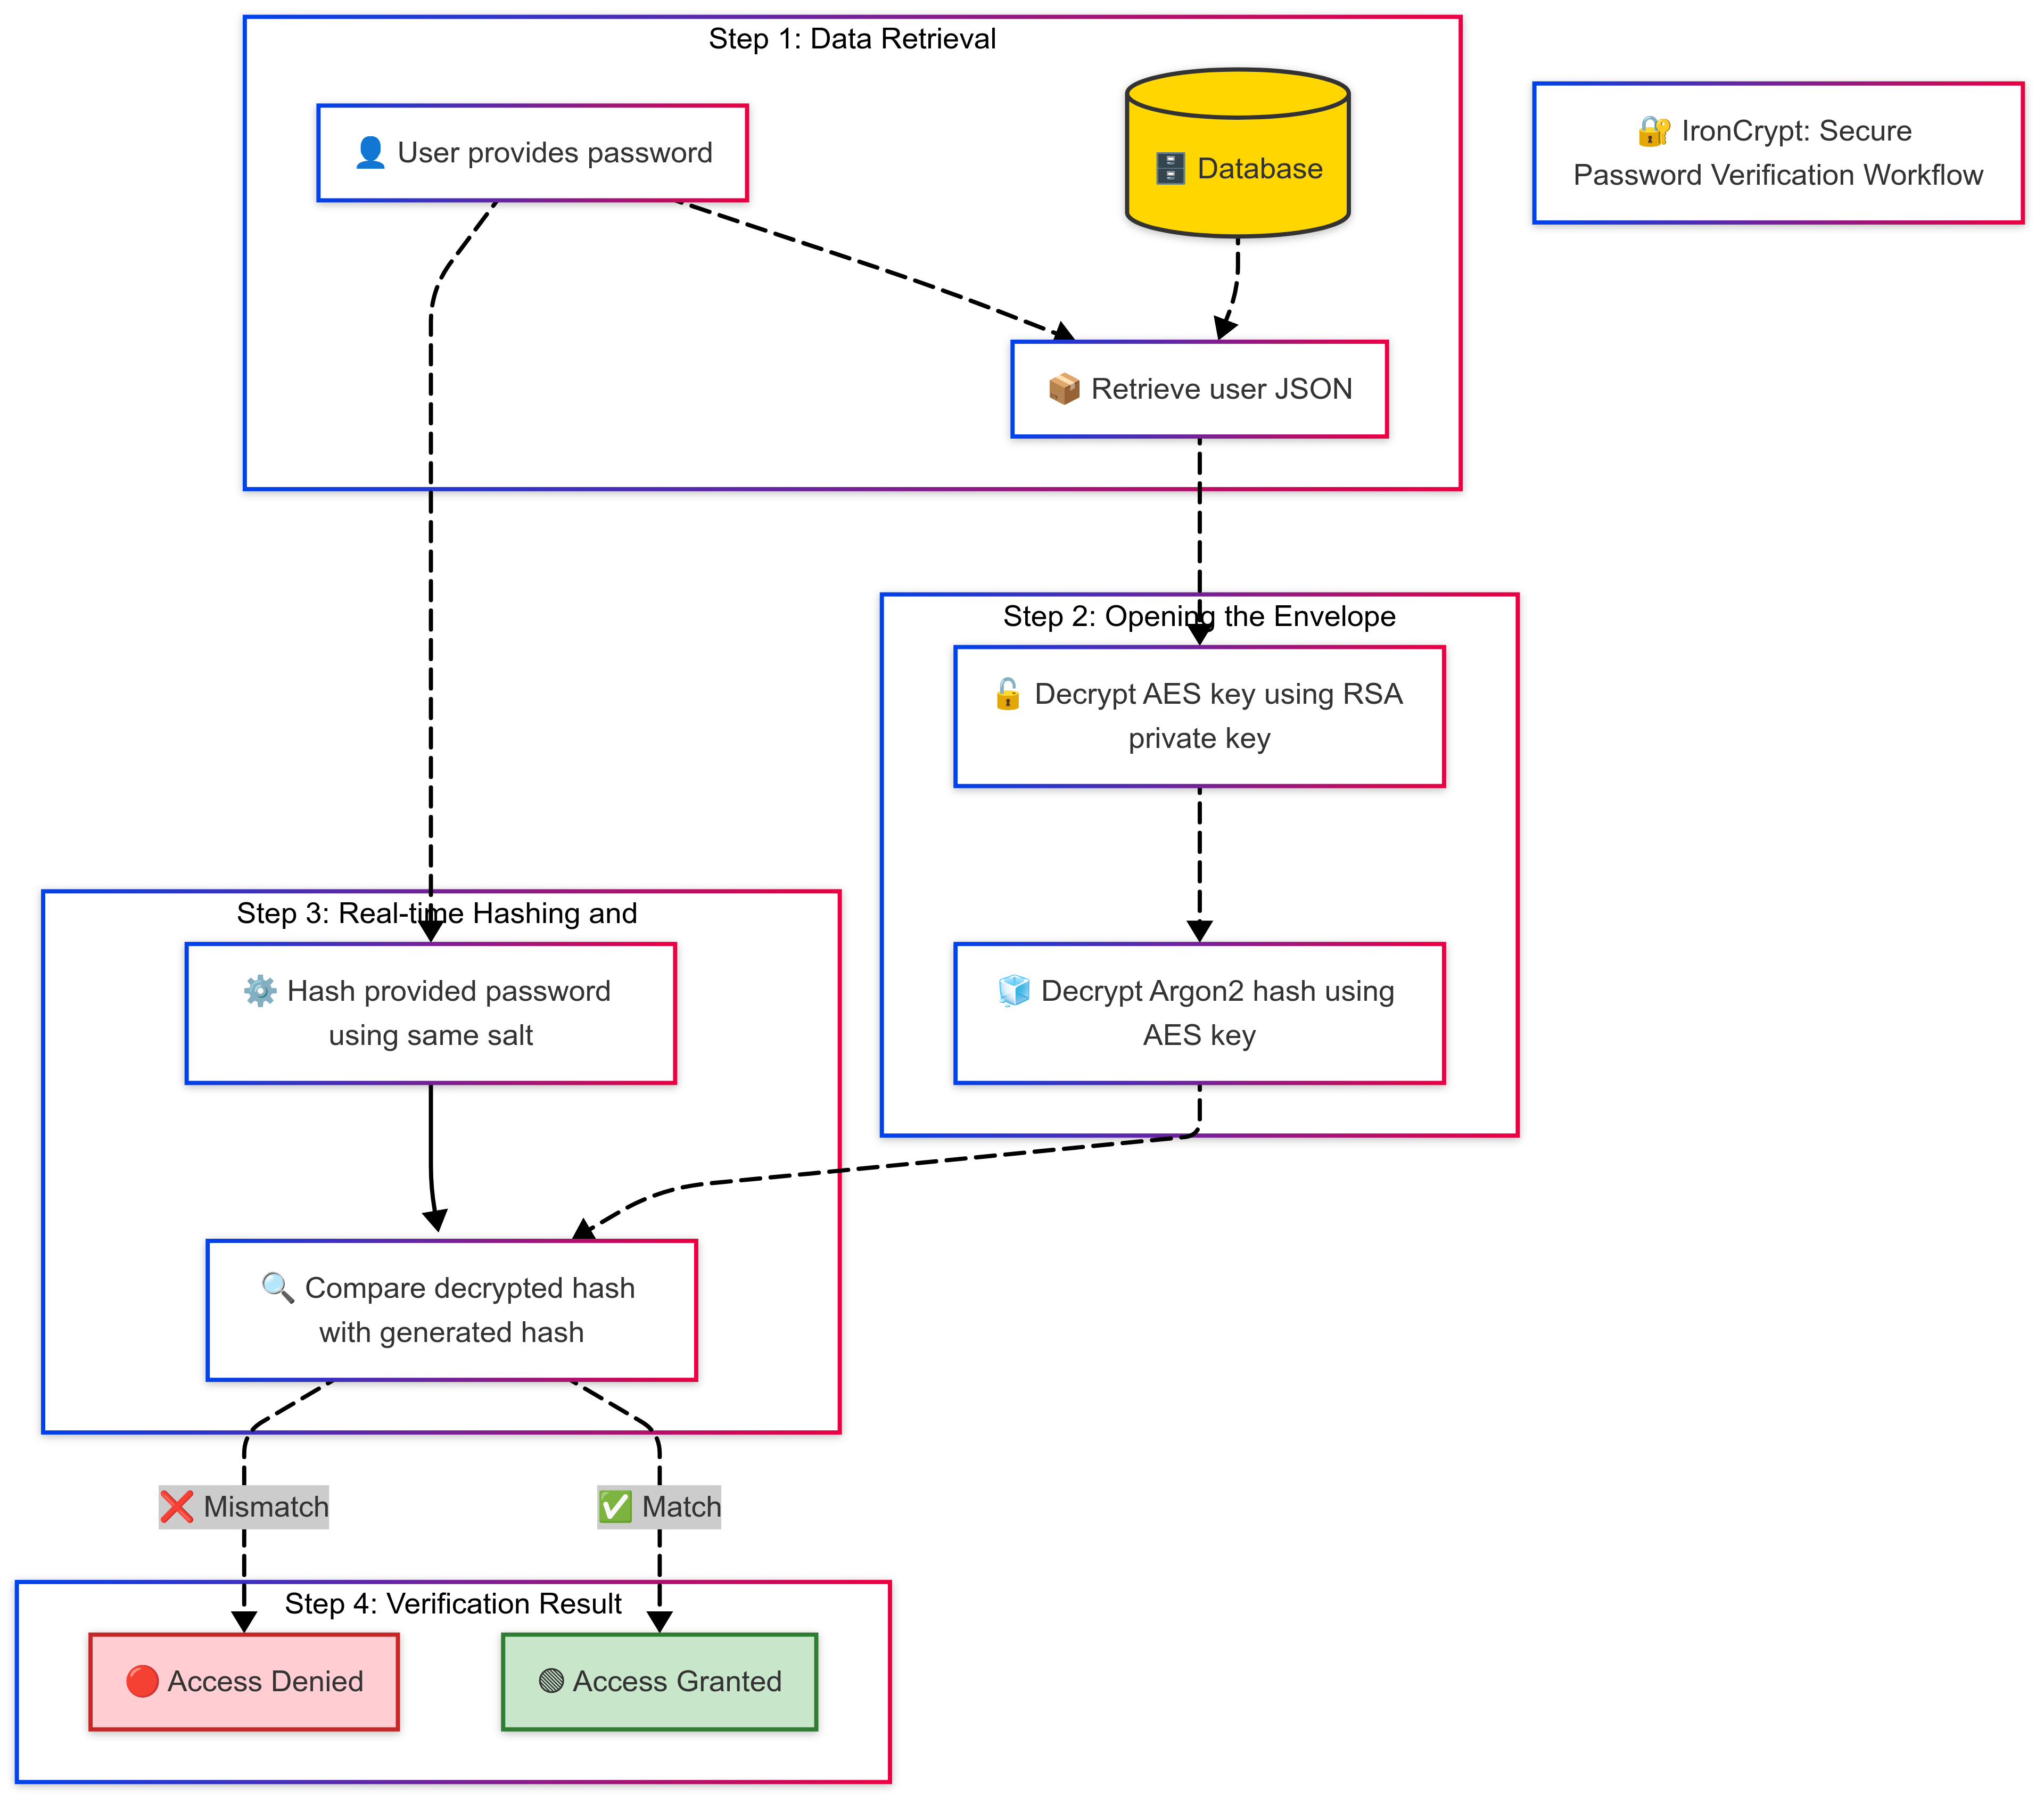 Step 1: Data Retrieval
👤 User provides password
🗄️ Database
🔐 IronCrypt: Secure
Password Verification Workflow
📦 Retrieve user JSON
Step 2: Opening the Envelope
🔓 Decrypt AES key using RSA
private key
🧊 Decrypt Argon2 hash using
AES key
Step 3: Real-time Hashing and
⚙️ Hash provided password
using same salt
🔍 Compare decrypted hash
with generated hash
❌ Mismatch
✅ Match
Step 4: Verification Result
🔴 Access Denied
🟢 Access Granted